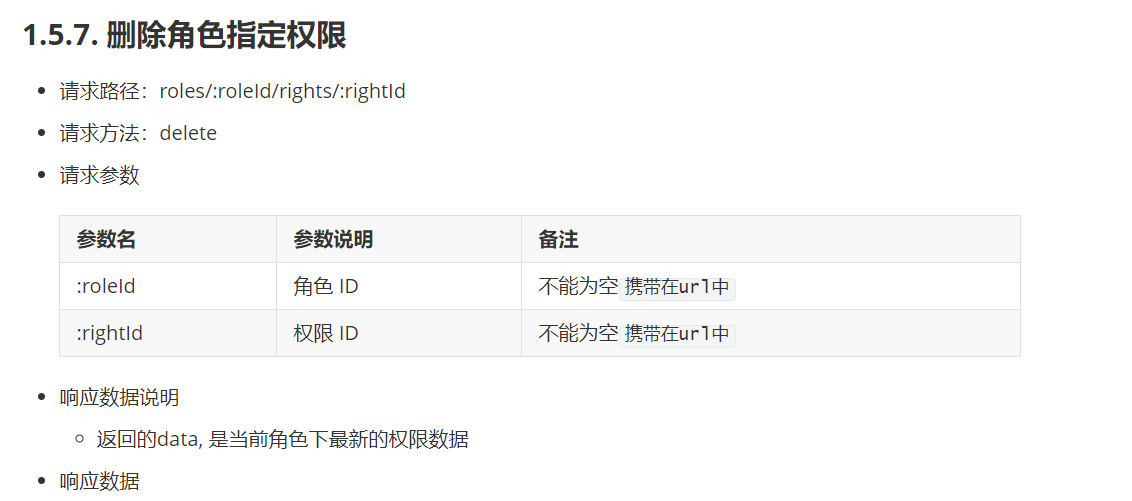 1.5.7. 删除角色指定权限
请求路径：roles/:roleId/rights/:rightId
请求方法：delete
请求参数
参数名 参数说明 备注
:roleId 角色 ID 不能为空携带在url中
:rightId 权限 ID 不能为空携带在url中
响应数据说明
返回的data, 是当前角色下最新的权限数据
响应数据